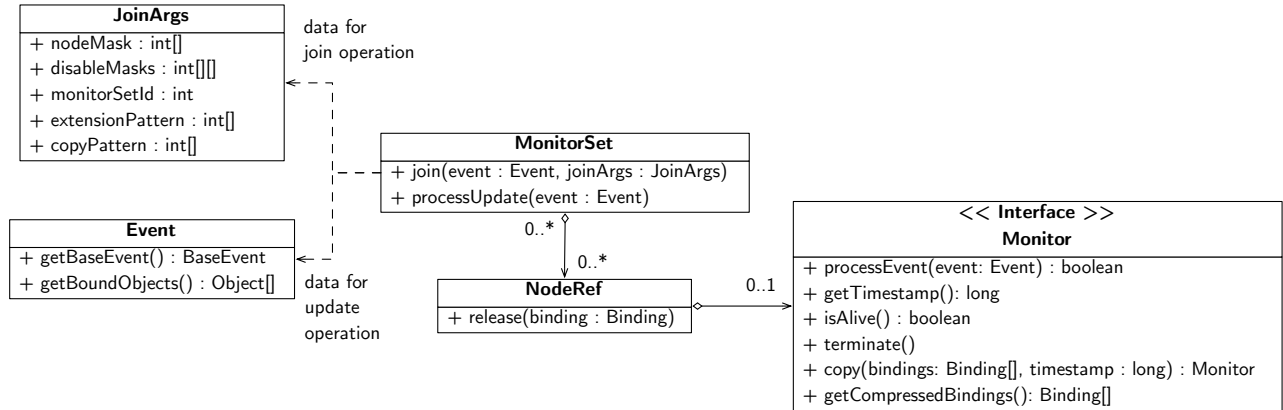 JoinArgs
+ nodeMask : int[]
+ disableMasks : int[][]
+ monitorSetId : int
+ extensionPattern : int[]
+ copyPattern : int[]
data for
join operation
MonitorSet
+ join(event : Event, joinArgs : JoinArgs)
+ processUpdate(event : Event)
Event
+ getBaseEvent() : BaseEvent
+ getBoundObjects() : Object[]
data for
update
operation
0..*
0..*
NodeRef
+ release(binding : Binding)
0..1
<< Interface >>
Monitor
+ processEvent(event: Event) : boolean
+ getTimestamp(): long
+ isAlive() : boolean
+ terminate()
+ copy(bindings: Binding[], timestamp : long) : Monitor
+ getCompressedBindings(): Binding[]